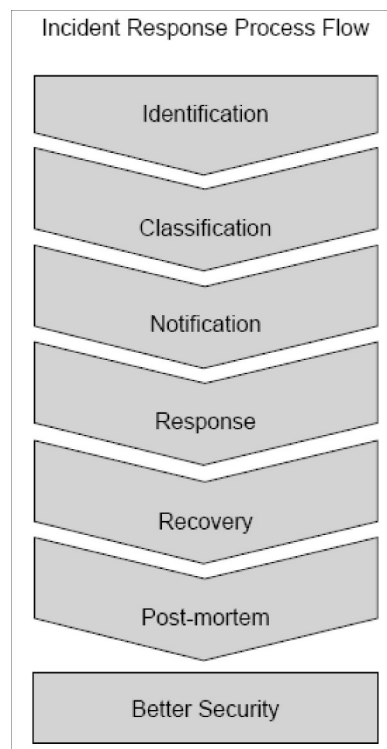 Incident Response Process Flow
Identification
Classification
Notification
Response
Recovery
Post-mortem
Better Security